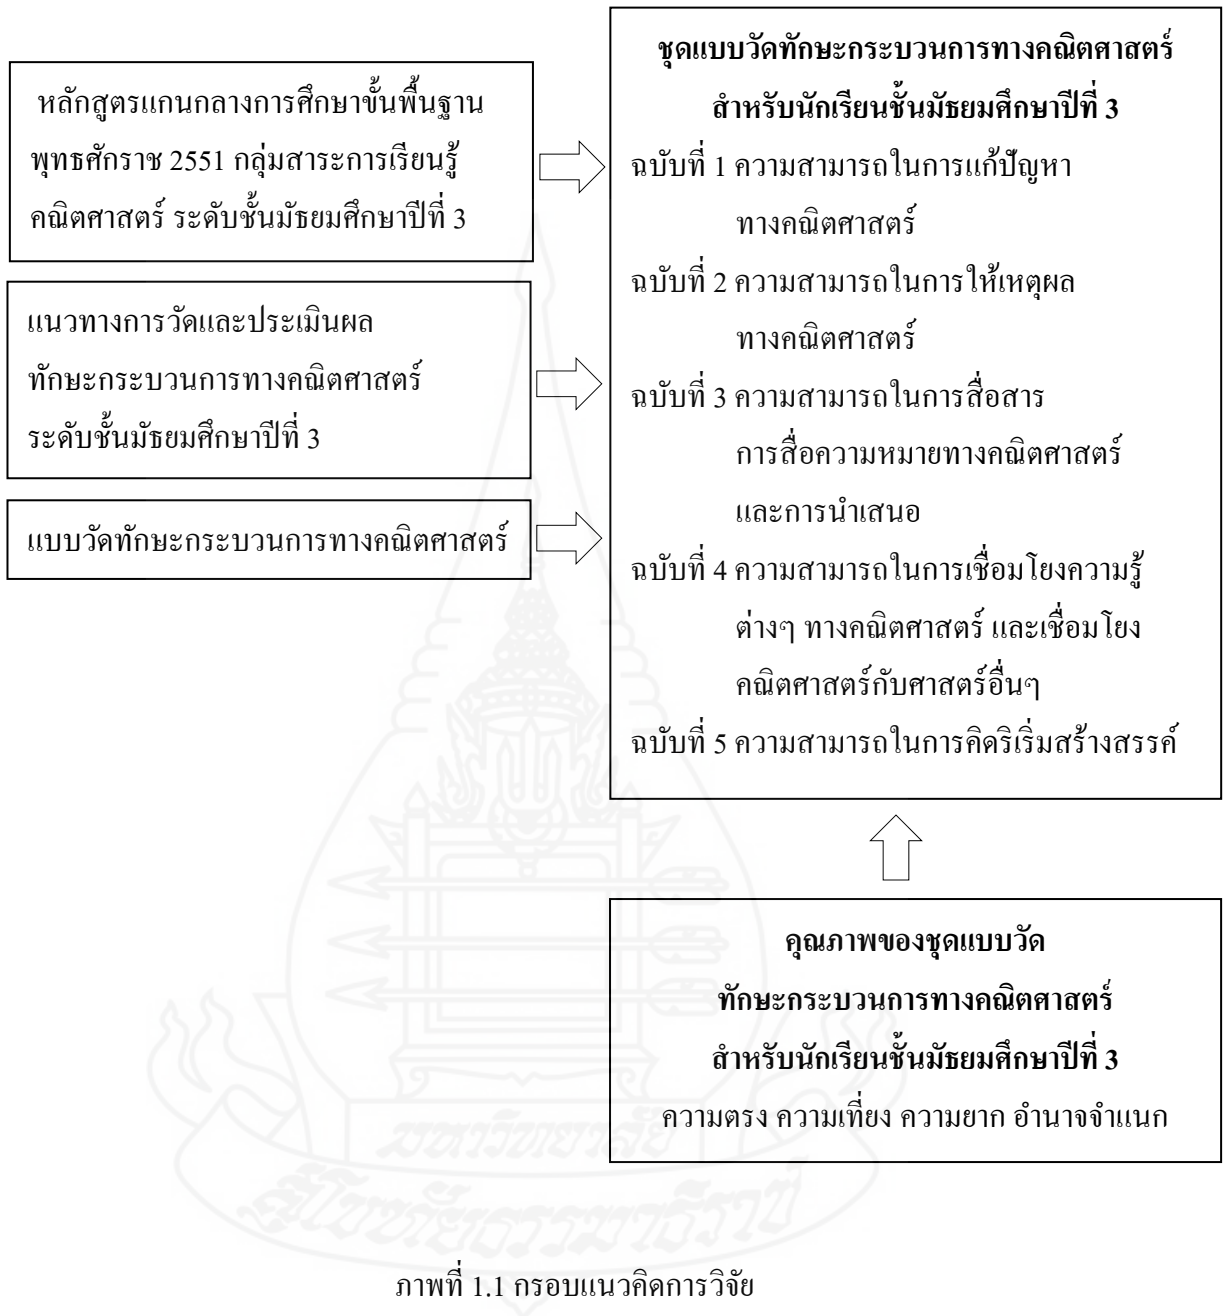 หลักสูตรแกนกลางการศึกษาขั้นพื้นฐาน
พุทธศักราช 2551 กลุ่มสาระการเรียนรู้
คณิตศาสตร์ ระดับชั้นมัธยมศึกษาปีที่ 3
แนวทางการวัดและประเมินผล
ทักษะกระบวนการทางคณิตศาสตร์
ระดับชั้นมัธยมศึกษาปีที่ 3
แบบวัดทักษะกระบวนการทางคณิตศาสตร์
ชุดแบบวัดทักษะกระบวนการทางคณิตศาสตร์
สำหรับนักเรียนชั้นมัธยมศึกษาปีที่ 3
ฉบับที่ 1 ความสามารถในการแก้ปัญหา
ทางคณิตศาสตร์
ฉบับที่ 2 ความสามารถในการให้เหตุผล
ทางคณิตศาสตร์
ฉบับที่ 3 ความสามารถในการสื่อสาร
การสื่อความหมายทางคณิตศาสตร์
และการนำเสนอ
ฉบับที่ 4 ความสามารถในการเชื่อมโยงความรู้
ต่างๆ ทางคณิตศาสตร์ และเชื่อมโยง
คณิตศาสตร์กับศาสตร์อื่นๆ
ฉบับที่ 5 ความสามารถในการคิดริเริ่มสร้างสรรค์
คุณภาพของชุดแบบวัด
ทักษะกระบวนการทางคณิตศาสตร์
สำหรับนักเรียนชั้นมัธยมศึกษาปีที่ 3
ความตรง ความเที่ยง ความยาก อำนาจจำแนก
มหาวิทยาลัย
สุโขทัยธรรมาธิราช
ภาพที่ 1.1 กรอบแนวคิดการวิจัย